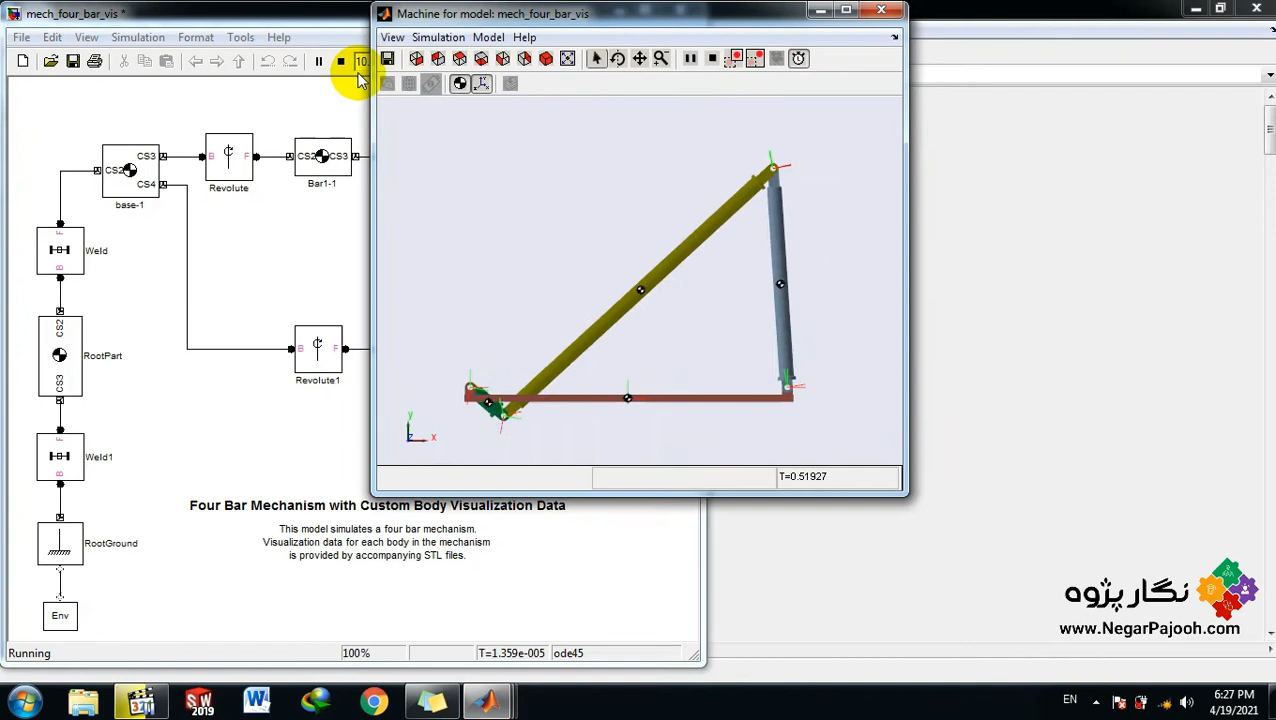 mech_four_bar_vis *
Machine for model: mech_four_bar_vis
File Edit View Simulation Format Tools Help
View Simulation Model Help
10
CS3
CS2
CS4
base-1
B F
Revolute
CS2 CS3
Bar1-1
F
Weld
B
CS2
RootPart
CS3
B F
Revolute1
F
Weld1
B
RootGround
Env
y
z
x
T=0.51927
Four Bar Mechanism with Custom Body Visualization Data
This model simulates a four bar mechanism.
Visualization data for each body in the mechanism
is provided by accompanying STL files.
نگار پژوه
www.NegarPajooh.com
Running 100% T=1.359e-005 ode45
321
SW
2019
W
EN
6:27 PM
4/19/2021